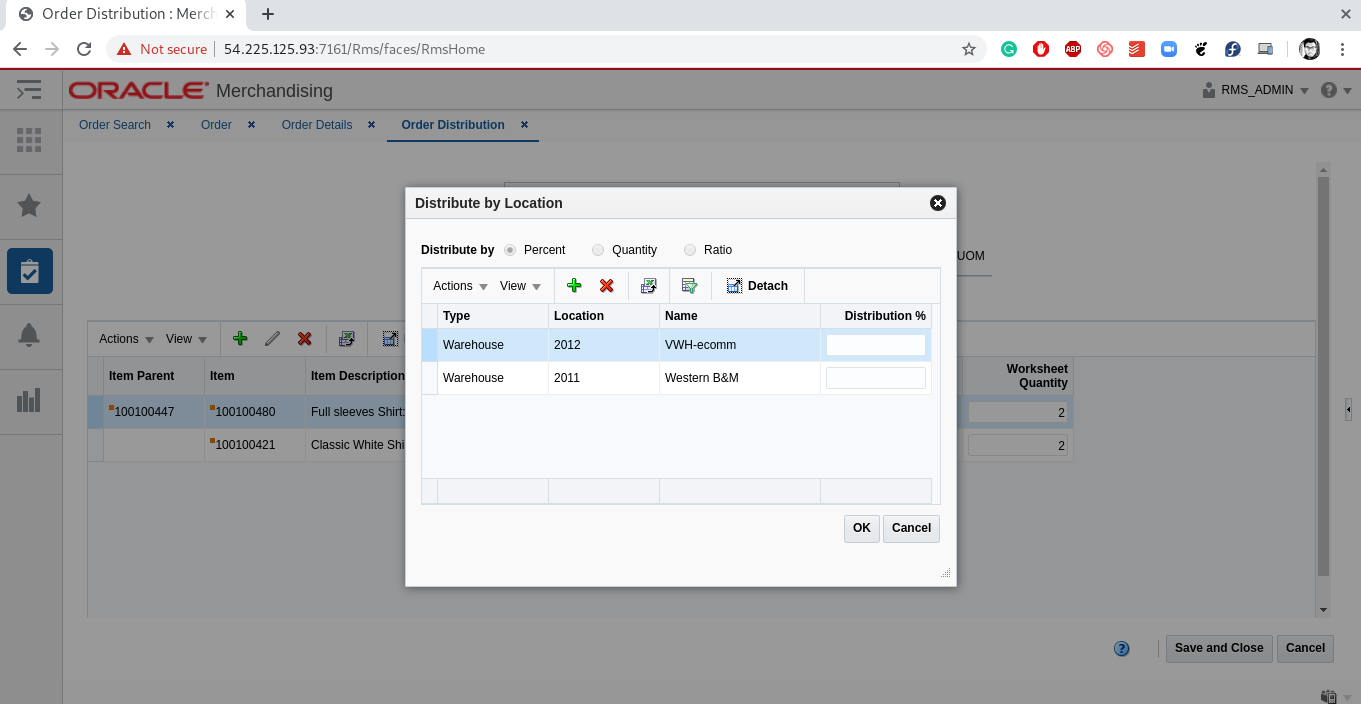 Order Distribution : Merch
Not secure 54.225.125.93:7161/Rms/faces/RmsHome
ABP
ORACLE Merchandising
RMS_ADMIN
Order Search Order Order Details Order Distribution
UOM
Actions View
Item Parent Item Item Description Worksheet
Quantity
100100447 100100480 Full sleeves Shirt: 2
100100421 Classic White Shi 2
Distribute by Location
Distribute by Percent Quantity Ratio
Actions View Detach
Type Location Name Distribution %
Warehouse 2012 VWH-ecomm
Warehouse 2011 Western B&M
OK Cancel
? Save and Close Cancel